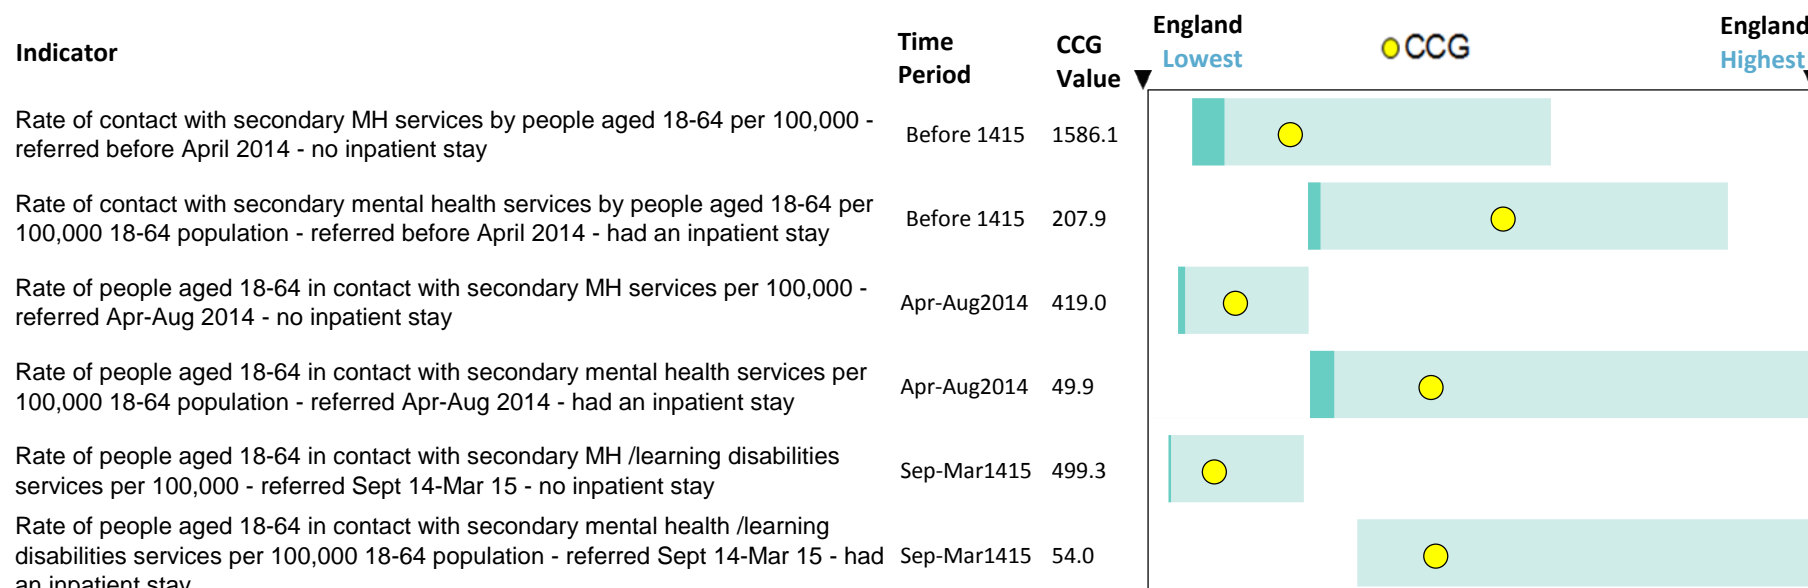 Indicator
Time Period
CCG Value
England Lowest
CCG
England Highest
Rate of contact with secondary MH services by people aged 18-64 per 100,000 -
referred before April 2014 - no inpatient stay
Before 1415 1586.1
Rate of contact with secondary mental health services by people aged 18-64 per
100,000 18-64 population - referred before April 2014 - had an inpatient stay
Before 1415 207.9
Rate of people aged 18-64 in contact with secondary MH services per 100,000 -
referred Apr-Aug 2014 - no inpatient stay
Apr-Aug2014 419.0
Rate of people aged 18-64 in contact with secondary mental health services per
100,000 18-64 population - referred Apr-Aug 2014 - had an inpatient stay
Apr-Aug2014 49.9
Rate of people aged 18-64 in contact with secondary MH /learning disabilities
services per 100,000 - referred Sept 14-Mar 15 - no inpatient stay
Sep-Mar1415 499.3
Rate of people aged 18-64 in contact with secondary mental health /learning
disabilities services per 100,000 18-64 population - referred Sept 14-Mar 15 - had
an inpatient stay
Sep-Mar1415 54.0